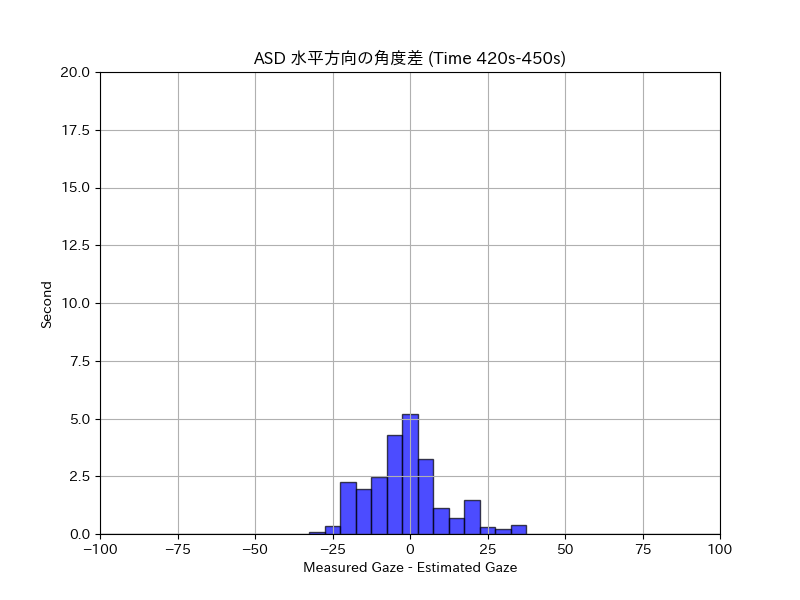 ASD 水平方向の角度差 (Time 420s-450s)
20.0
17.5
15.0
12.5
10.0
7.5
5.0
2.5
0.0
Second
−100 −75 −50 −25 0 25 50 75 100
Measured Gaze - Estimated Gaze